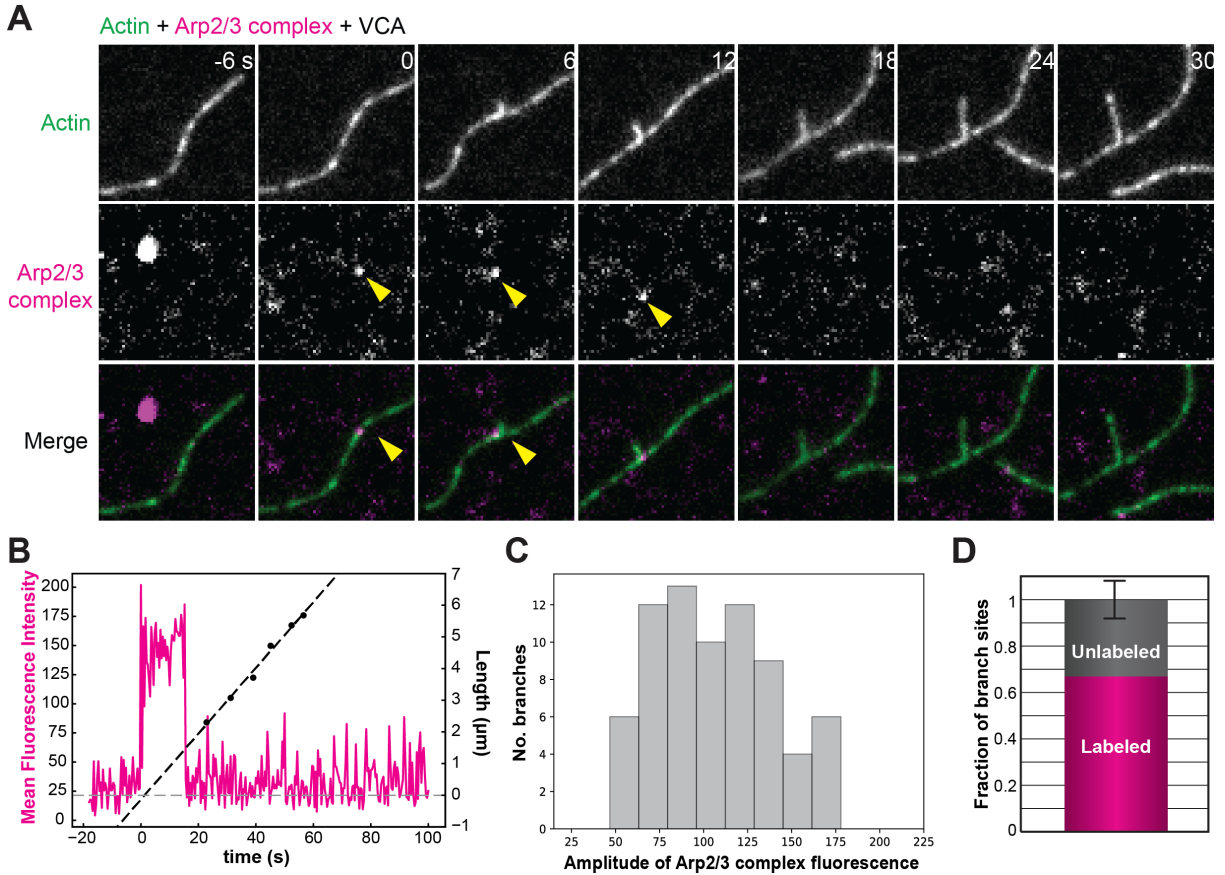 A
Actin + Arp2/3 complex + VCA
-6 s
0
6
12
18
24
30
Actin
Arp2/3
complex
Merge
B
Mean Fluorescence Intensity
200
175
150
125
100
75
50
25
0
−20
0
20
40
60
80
100
time (s)
7
6
5
4
3
2
1
0
−1
Length (μm)
C
No. branches
12
10
8
6
4
2
0
25
50
75
100
125
150
175
200
225
Amplitude of Arp2/3 complex fluorescence
D
Fraction of branch sites
1
0.8
0.6
0.4
0.2
0
Unlabeled
Labeled